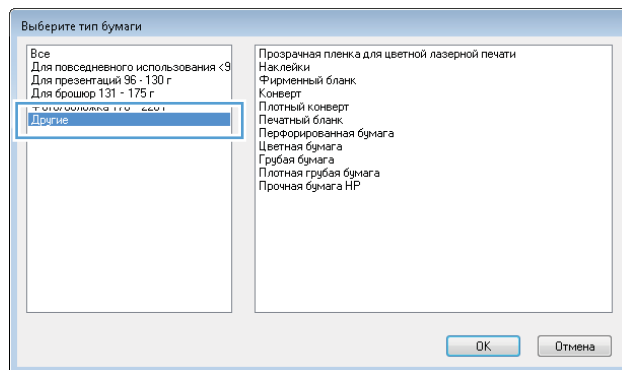 Выберите тип бумаги
Все
Для повседневного использования <9
Для презентаций 96 - 130 г
Для брошюр 131 - 175 г
Другие
Прозрачная пленка для цветной лазерной печати
Наклейки
Фирменный бланк
Конверт
Плотный конверт
Печатный бланк
Перфорированная бумага
Цветная бумага
Грубая бумага
Плотная грубая бумага
Прочная бумага HP
OK
Отмена